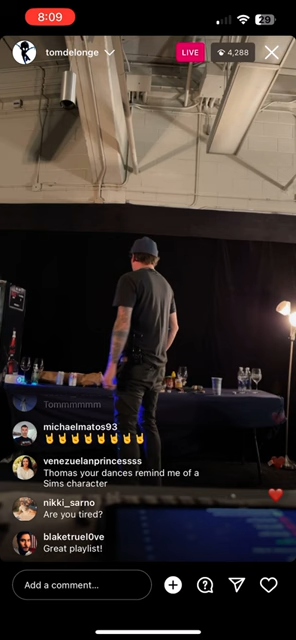 8:09
29
tomdelonge
LIVE
4,288
Tommmmmmm
michaelmatos93
🤘🤘🤘🤘🤘🤘🤘🤘🤘
venezuelanprincessss
Thomas your dances remind me of a
Sims character
nikki_sarno
Are you tired?
blaketruel0ve
Great playlist!
Add a comment...